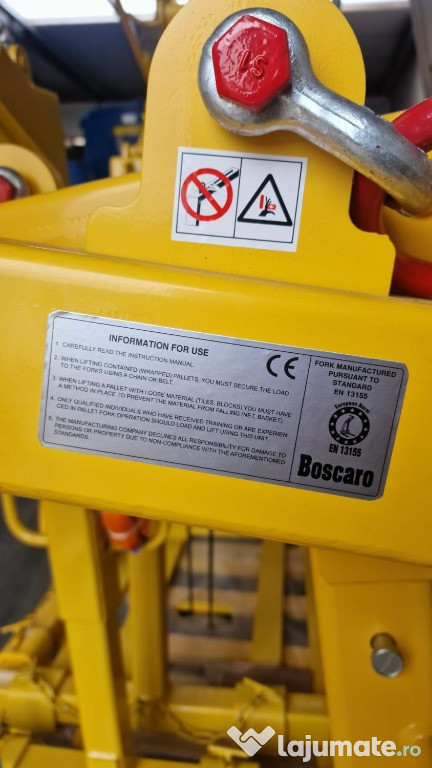 S1
INFORMATION FOR USE
1. CAREFULLY READ THE INSTRUCTION MANUAL.
2. WHEN LIFTING CONTAINED (WRAPPED) PALLETS, YOU MUST SECURE THE LOAD
TO THE FORKS USING A CHAIN OR BELT.
3. WHEN LIFTING A PALLET WITH LOOSE MATERIAL (TILES, BLOCKS) YOU MUST HAVE
A METHOD IN PLACE TO PREVENT THE MATERIAL FROM FALLING (NET, BASKET).
4. ONLY QUALIFIED INDIVIDUALS WHO HAVE RECEIVED TRAINING OR ARE EXPERIEN
CED IN PALLET FORK OPERATION SHOULD LOAD AND LIFT USING THIS UNIT.
5. THE MANUFACTURING COMPANY DECLINES ALL RESPONSIBILITY FOR DAMAGE TO
PERSONS OR PROPERTY DUE TO NON-COMPLIANCE WITH THE AFOREMENTIONED
STANDARDS.
CE
FORK MANUFACTURED
PURSUANT TO
STANDARD
EN 13155
European Norm
EN 13155
Boscaro
lajumate.ro